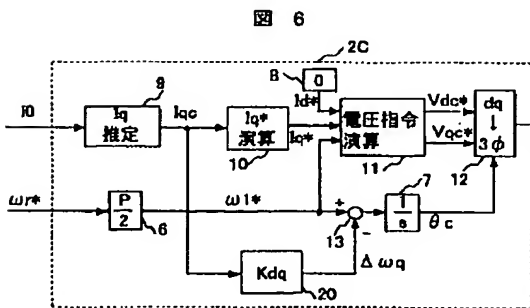 図 6
2C
9
8
0
Id*
I0
Iq
推定
Iqc
Iq*
演算
10
Iq*
電圧指令
演算
11
Vdc*
Vqc*
dq
↓
3φ
12
ωr*
P
2
6
ω1*
+
13
-
7
1
s
θc
Δωq
Kdq
20